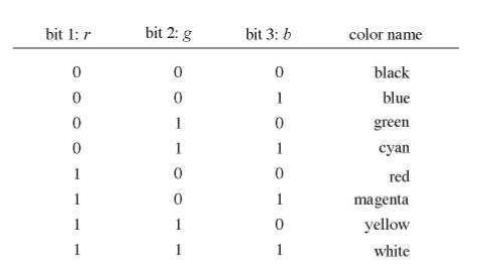 bit 1: r bit 2: g bit 3: b color name
0 0 0 black
0 0 1 blue
0 1 0 green
0 1 1 cyan
1 0 0 red
1 0 1 magenta
1 1 0 yellow
1 1 1 white